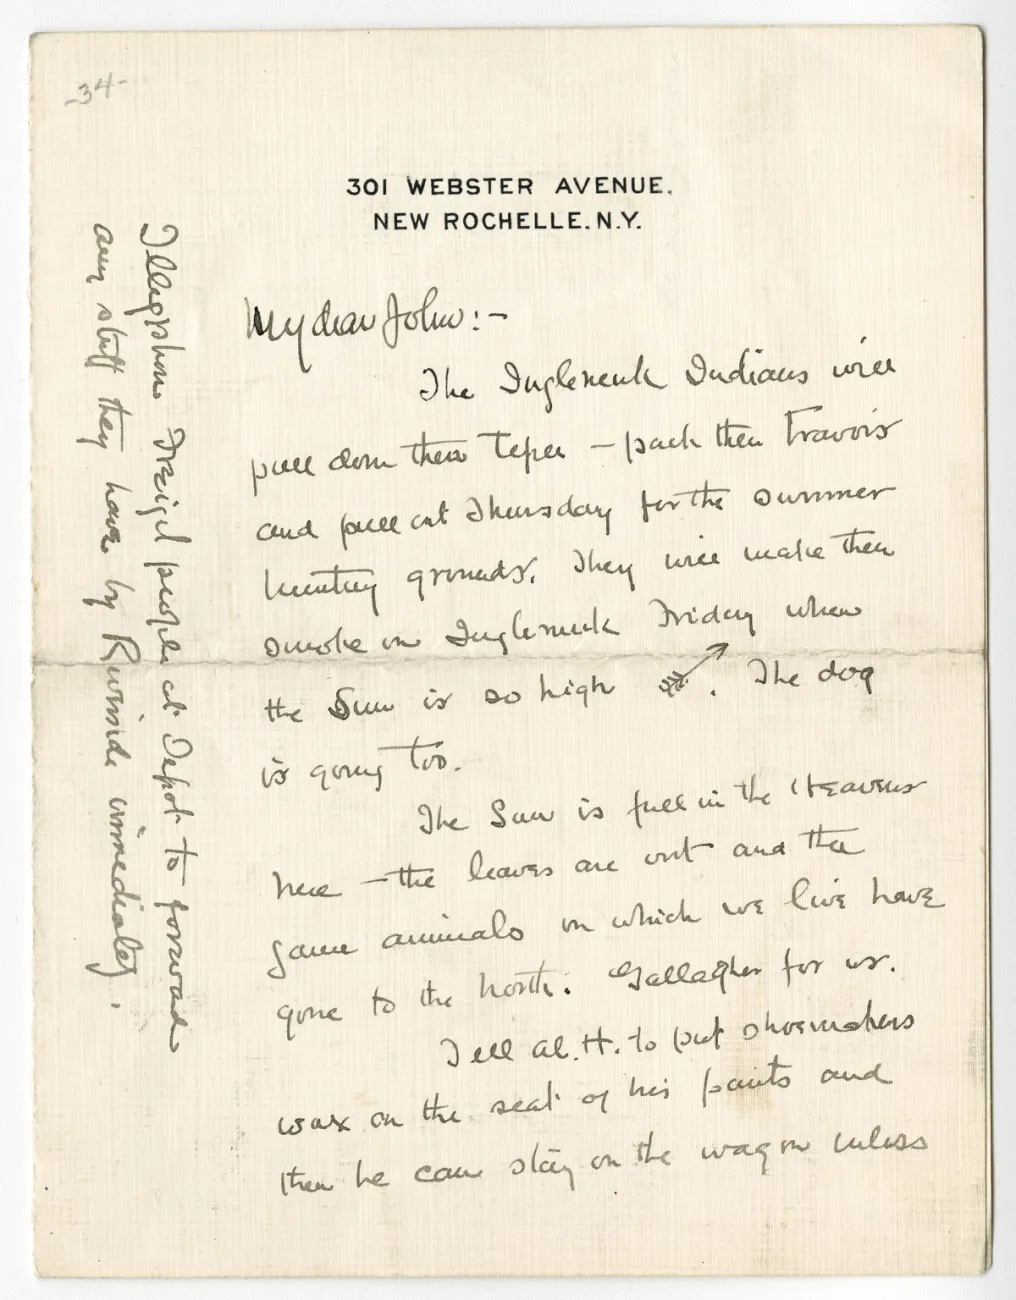 -34-
301 WEBSTER AVENUE,
NEW ROCHELLE, N.Y.
My dear John:-
The Ingleneuk Indians will
pull down their Tepee - pack their Travois
and pull out Thursday for the summer
hunting grounds. They will make their
smoke on Ingleneuk Friday when
the Sun is so high . The dog
is going too.
The Sun is full in the Heavens
here - the leaves are out and the
game animals on which we live have
gone to the north. Gallagher for us.
Tell Al. H. to put shoemakers
wax on the seat of his pants and
then he can stay on the wagon unless
Telephone Freight people at Depot to forward
any stuff they have by Riverside immediately.